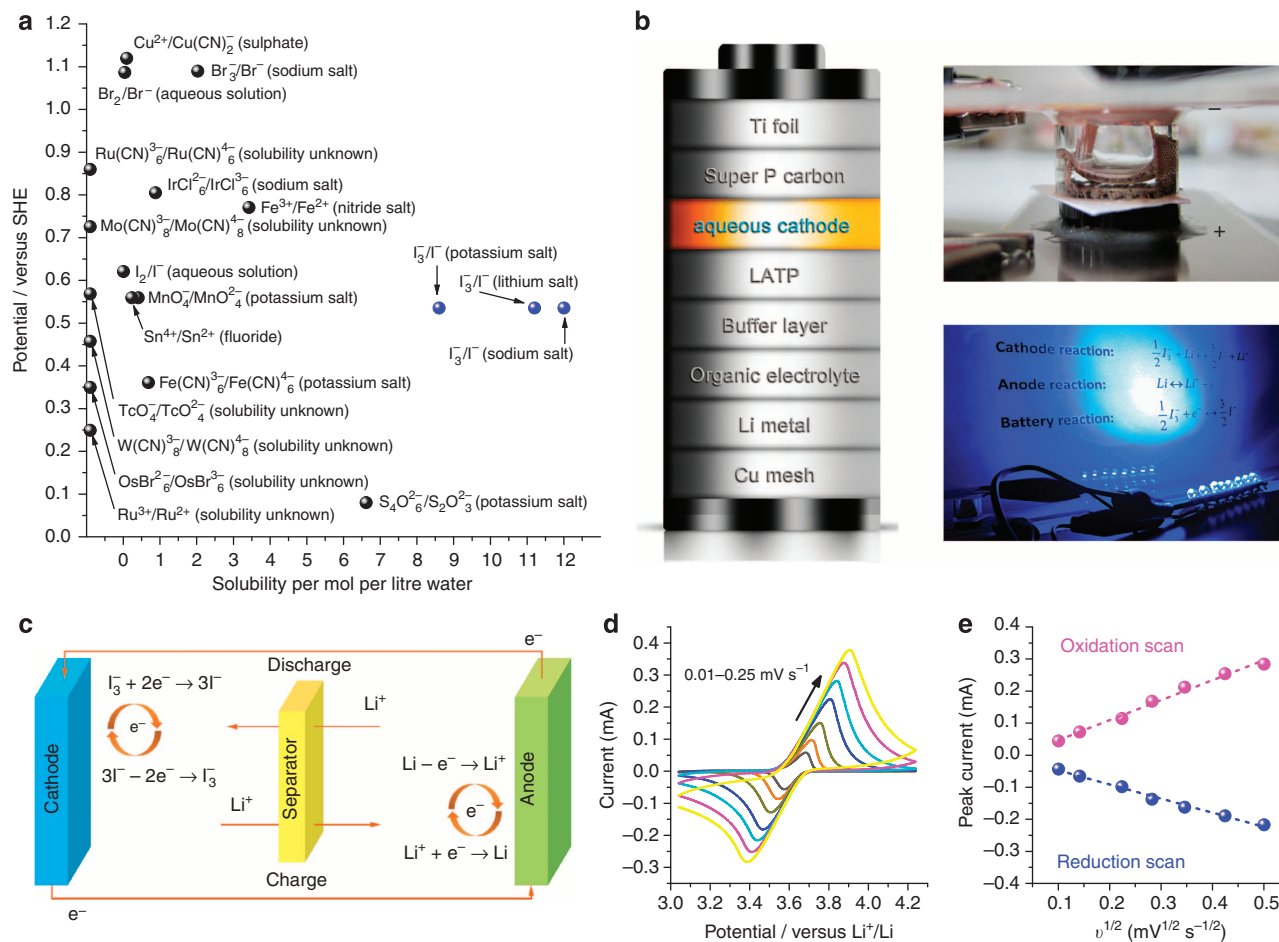 a
1.2
1.1
1.0
0.9
0.8
0.7
0.6
0.5
0.4
0.3
0.2
0.1
0.0
Potential / versus SHE
Cu²⁺/Cu(CN)₂⁻ (sulphate)
Br₃⁻/Br⁻ (sodium salt)
Br₂/Br⁻ (aqueous solution)
Ru(CN)₆³⁻/Ru(CN)₆⁴⁻ (solubility unknown)
IrCl₆²⁻/IrCl₆³⁻ (sodium salt)
Fe³⁺/Fe²⁺ (nitride salt)
Mo(CN)₈³⁻/Mo(CN)₈⁴⁻ (solubility unknown)
I₃⁻/I⁻ (potassium salt)
I₂/I⁻ (aqueous solution)
I₃⁻/I⁻ (lithium salt)
MnO₄⁻/MnO₄²⁻ (potassium salt)
Sn⁴⁺/Sn²⁺ (fluoride)
I₃⁻/I⁻ (sodium salt)
Fe(CN)₆³⁻/Fe(CN)₆⁴⁻ (potassium salt)
TcO₄⁻/TcO₄²⁻ (solubility unknown)
W(CN)₈³⁻/W(CN)₈⁴⁻ (solubility unknown)
OsBr₆²⁻/OsBr₆³⁻ (solubility unknown)
S₄O₆²⁻/S₂O₃²⁻ (potassium salt)
Ru³⁺/Ru²⁺ (solubility unknown)
0 1 2 3 4 5 6 7 8 9 10 11 12
Solubility per mol per litre water
b
Ti foil
Super P carbon
aqueous cathode
LATP
Buffer layer
Organic electrolyte
Li metal
Cu mesh
−
+
Cathode reaction:
Anode reaction: Li ↔ Li⁺
Battery reaction: ½I₃⁻ + e⁻ ↔ 3/2 I⁻
c
e⁻
Discharge
I₃⁻ + 2e⁻ → 3I⁻
e⁻
3I⁻ − 2e⁻ → I₃⁻
Li⁺
Li⁺
Cathode
Separator
Anode
Li − e⁻ → Li⁺
e⁻
Li⁺ + e⁻ → Li
Charge
e⁻
d
0.4
0.3
0.2
0.1
0.0
−0.1
−0.2
−0.3
Current (mA)
0.01–0.25 mV s⁻¹
3.0 3.2 3.4 3.6 3.8 4.0 4.2
Potential / versus Li⁺/Li
e
0.4
0.3
0.2
0.1
0.0
−0.1
−0.2
−0.3
−0.4
Peak current (mA)
Oxidation scan
Reduction scan
0.1 0.2 0.3 0.4 0.5
υ¹ᐟ² (mV¹ᐟ² s⁻¹ᐟ²)